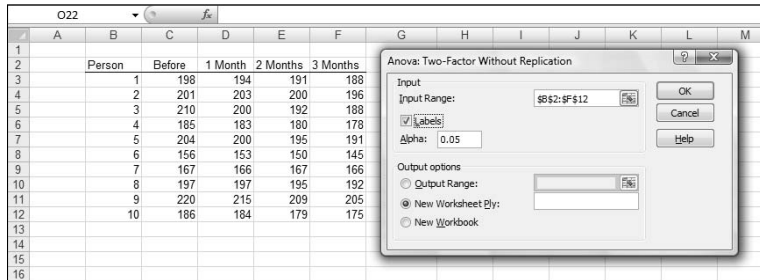 O22 fx
A B C D E F G H I J K L M
1
2 Person Before 1 Month 2 Months 3 Months
3 1 198 194 191 188
4 2 201 203 200 196
5 3 210 200 192 188
6 4 185 183 180 178
7 5 204 200 195 191
8 6 156 153 150 145
9 7 167 166 167 166
10 8 197 197 195 192
11 9 220 215 209 205
12 10 186 184 179 175
13
14
15
16
Anova: Two-Factor Without Replication
Input
Input Range: $B$2:$F$12
Labels
Alpha: 0.05
Output options
Output Range:
New Worksheet Ply:
New Workbook
OK
Cancel
Help